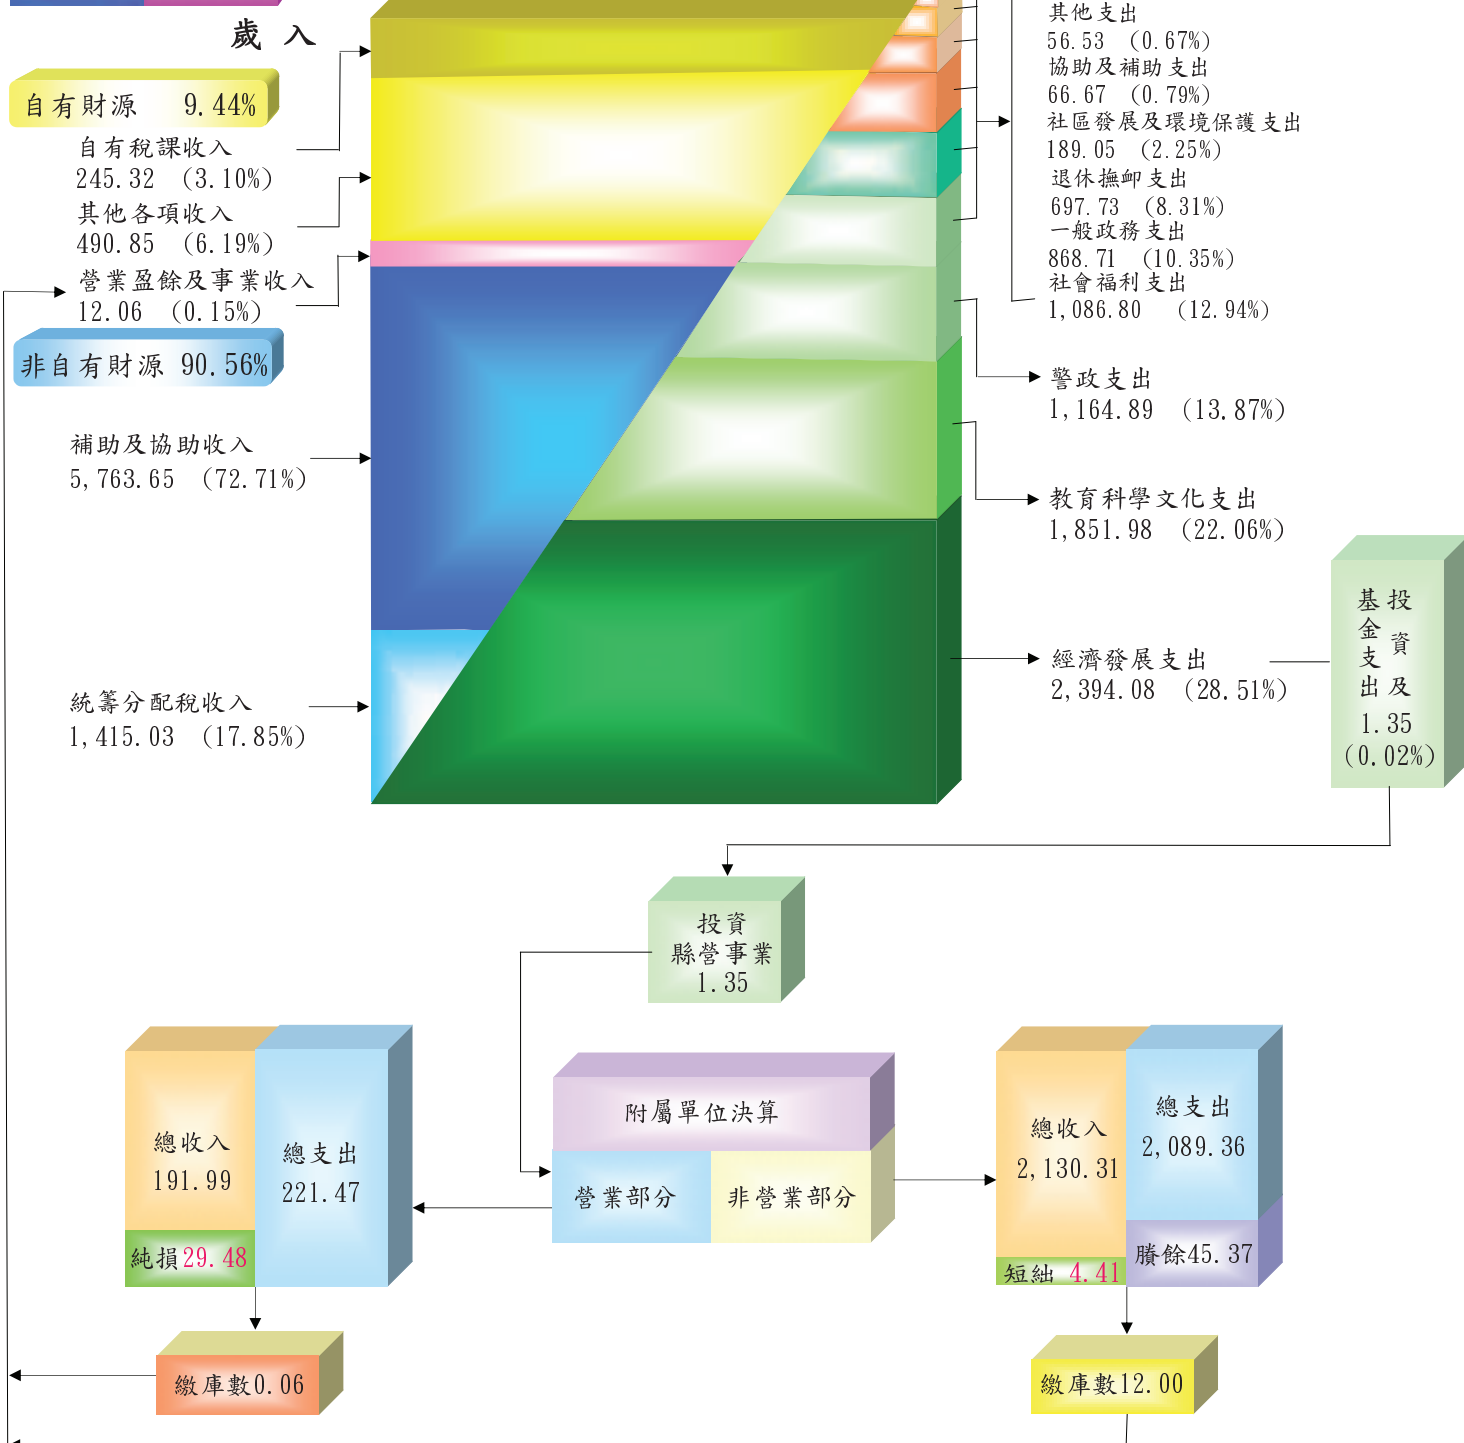 歲 入
自有財源 9.44%
自有稅課收入
245.32 (3.10%)
其他各項收入
490.85 (6.19%)
營業盈餘及事業收入
12.06 (0.15%)
非自有財源 90.56%
補助及協助收入
5,763.65 (72.71%)
統籌分配稅收入
1,415.03 (17.85%)
其他支出
56.53 (0.67%)
協助及補助支出
66.67 (0.79%)
社區發展及環境保護支出
189.05 (2.25%)
退休撫卹支出
697.73 (8.31%)
一般政務支出
868.71 (10.35%)
社會福利支出
1,086.80 (12.94%)
警政支出
1,164.89 (13.87%)
教育科學文化支出
1,851.98 (22.06%)
經濟發展支出
2,394.08 (28.51%)
投資及
基金支出
1.35
(0.02%)
投資
縣營事業
1.35
總收入
191.99
總支出
221.47
純損29.48
繳庫數0.06
附屬單位決算
營業部分
非營業部分
總收入
2,130.31
總支出
2,089.36
短絀 4.41
賸餘45.37
繳庫數12.00